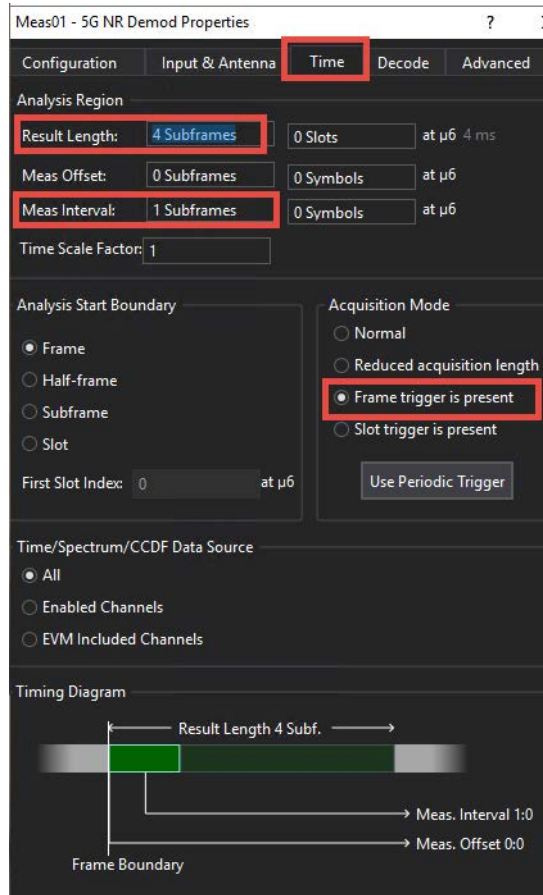 Meas01 - 5G NR Demod Properties ?
Configuration Input & Antenna Time Decode Advanced
Analysis Region
Result Length: 4 Subframes 0 Slots at µ6 4 ms
Meas Offset: 0 Subframes 0 Symbols at µ6
Meas Interval: 1 Subframes 0 Symbols at µ6
Time Scale Factor: 1
Analysis Start Boundary
Frame
Half-frame
Subframe
Slot
First Slot Index: 0 at µ6
Acquisition Mode
Normal
Reduced acquisition length
Frame trigger is present
Slot trigger is present
Use Periodic Trigger
Time/Spectrum/CCDF Data Source
All
Enabled Channels
EVM Included Channels
Timing Diagram
Result Length 4 Subf.
Meas. Interval 1:0
Meas. Offset 0:0
Frame Boundary